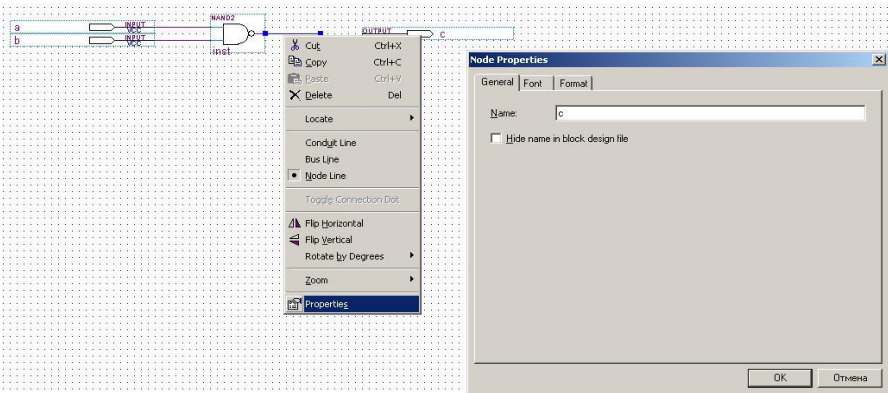 a
INPUT
VCC
b
INPUT
VCC
NAND2
inst
OUTPUT
c
Cut Ctrl+X
Copy Ctrl+C
Paste Ctrl+V
Delete Del
Locate
Conduit Line
Bus Line
Node Line
Toggle Connection Dot
Flip Horizontal
Flip Vertical
Rotate by Degrees
Zoom
Properties
Node Properties
General Font Format
Name: c
Hide name in block design file
OK Отмена